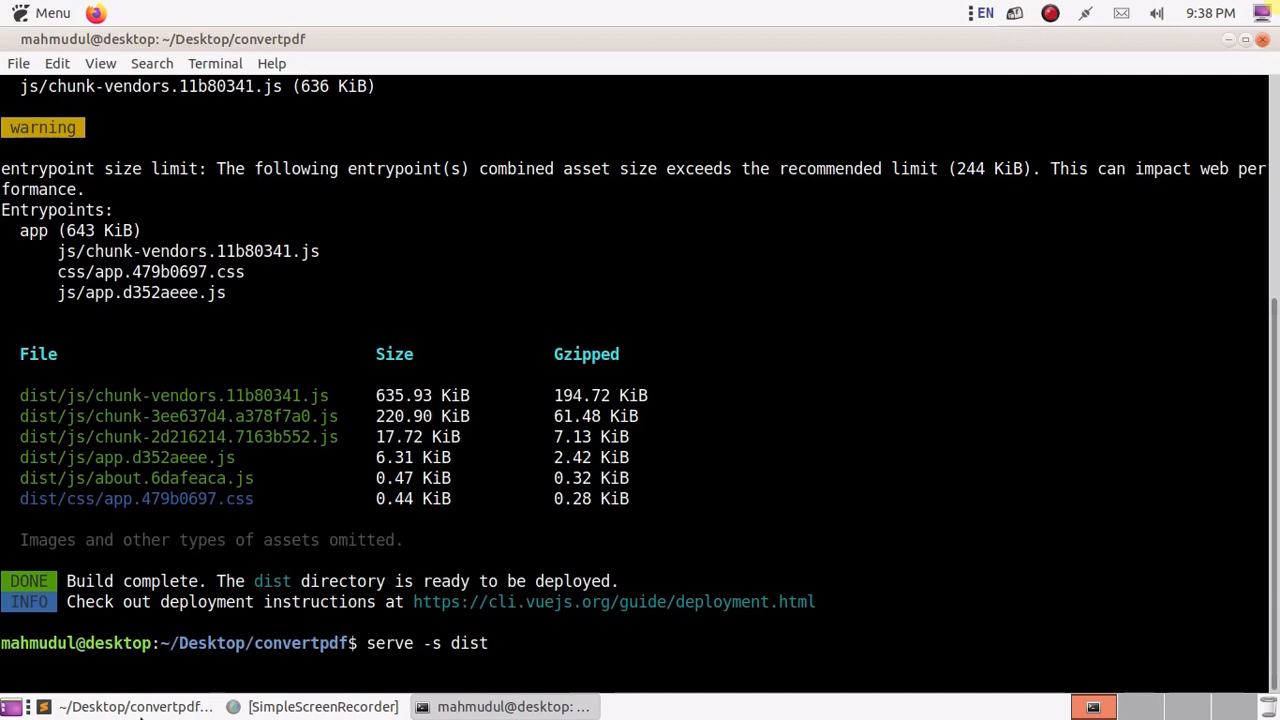 Menu
EN
9:38 PM
mahmudul@desktop: ~/Desktop/convertpdf
File Edit View Search Terminal Help
js/chunk-vendors.11b80341.js (636 KiB)
warning
entrypoint size limit: The following entrypoint(s) combined asset size exceeds the recommended limit (244 KiB). This can impact web per
formance.
Entrypoints:
app (643 KiB)
js/chunk-vendors.11b80341.js
css/app.479b0697.css
js/app.d352aeee.js
File Size Gzipped
dist/js/chunk-vendors.11b80341.js 635.93 KiB 194.72 KiB
dist/js/chunk-3ee637d4.a378f7a0.js 220.90 KiB 61.48 KiB
dist/js/chunk-2d216214.7163b552.js 17.72 KiB 7.13 KiB
dist/js/app.d352aeee.js 6.31 KiB 2.42 KiB
dist/js/about.6dafeaca.js 0.47 KiB 0.32 KiB
dist/css/app.479b0697.css 0.44 KiB 0.28 KiB
Images and other types of assets omitted.
DONE Build complete. The dist directory is ready to be deployed.
INFO Check out deployment instructions at https://cli.vuejs.org/guide/deployment.html
mahmudul@desktop:~/Desktop/convertpdf$ serve -s dist
~/Desktop/convertpdf... [SimpleScreenRecorder] mahmudul@desktop: ...